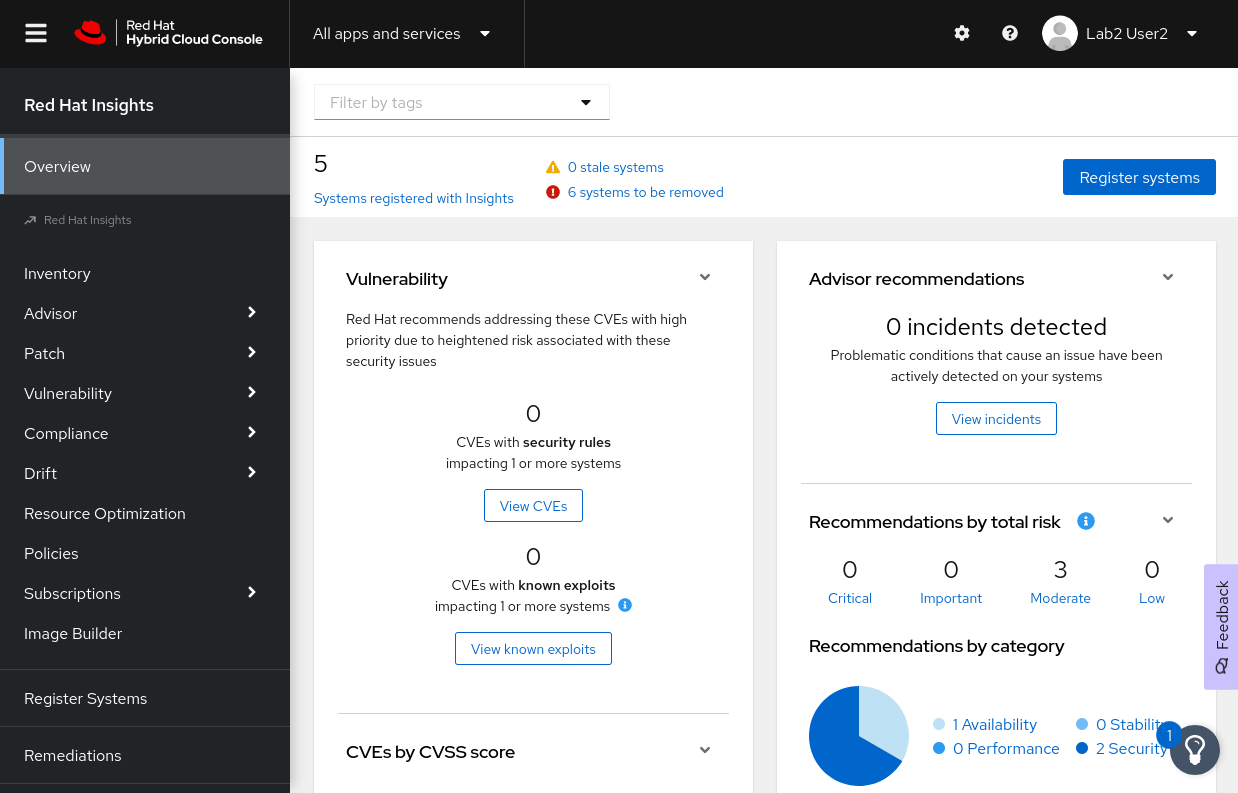 Red Hat
Hybrid Cloud Console
All apps and services
Lab2 User2
Red Hat Insights
Overview
Red Hat Insights
Inventory
Advisor
Patch
Vulnerability
Compliance
Drift
Resource Optimization
Policies
Subscriptions
Image Builder
Register Systems
Remediations
Filter by tags
5
Systems registered with Insights
0 stale systems
6 systems to be removed
Register systems
Vulnerability
Red Hat recommends addressing these CVEs with high
priority due to heightened risk associated with these
security issues
0
CVEs with security rules
impacting 1 or more systems
View CVEs
0
CVEs with known exploits
impacting 1 or more systems
View known exploits
CVEs by CVSS score
Advisor recommendations
0 incidents detected
Problematic conditions that cause an issue have been
actively detected on your systems
View incidents
Recommendations by total risk
0
Critical
0
Important
3
Moderate
0
Low
Recommendations by category
1 Availability
0 Stability
0 Performance
2 Security
Feedback
1